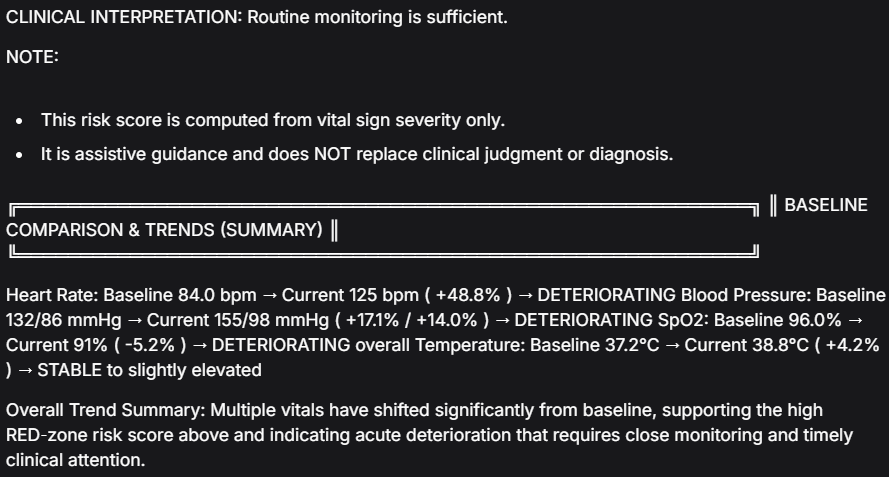 CLINICAL INTERPRETATION: Routine monitoring is sufficient.
NOTE:
• This risk score is computed from vital sign severity only.
• It is assistive guidance and does NOT replace clinical judgment or diagnosis.
╔══════════════════════════════════════════════════════════╗ ║ BASELINE
COMPARISON & TRENDS (SUMMARY) ║
╚══════════════════════════════════════════════════════════╝
Heart Rate: Baseline 84.0 bpm → Current 125 bpm ( +48.8% ) → DETERIORATING Blood Pressure: Baseline
132/86 mmHg → Current 155/98 mmHg ( +17.1% / +14.0% ) → DETERIORATING SpO2: Baseline 96.0% →
Current 91% ( -5.2% ) → DETERIORATING overall Temperature: Baseline 37.2°C → Current 38.8°C ( +4.2%
) → STABLE to slightly elevated
Overall Trend Summary: Multiple vitals have shifted significantly from baseline, supporting the high
RED-zone risk score above and indicating acute deterioration that requires close monitoring and timely
clinical attention.